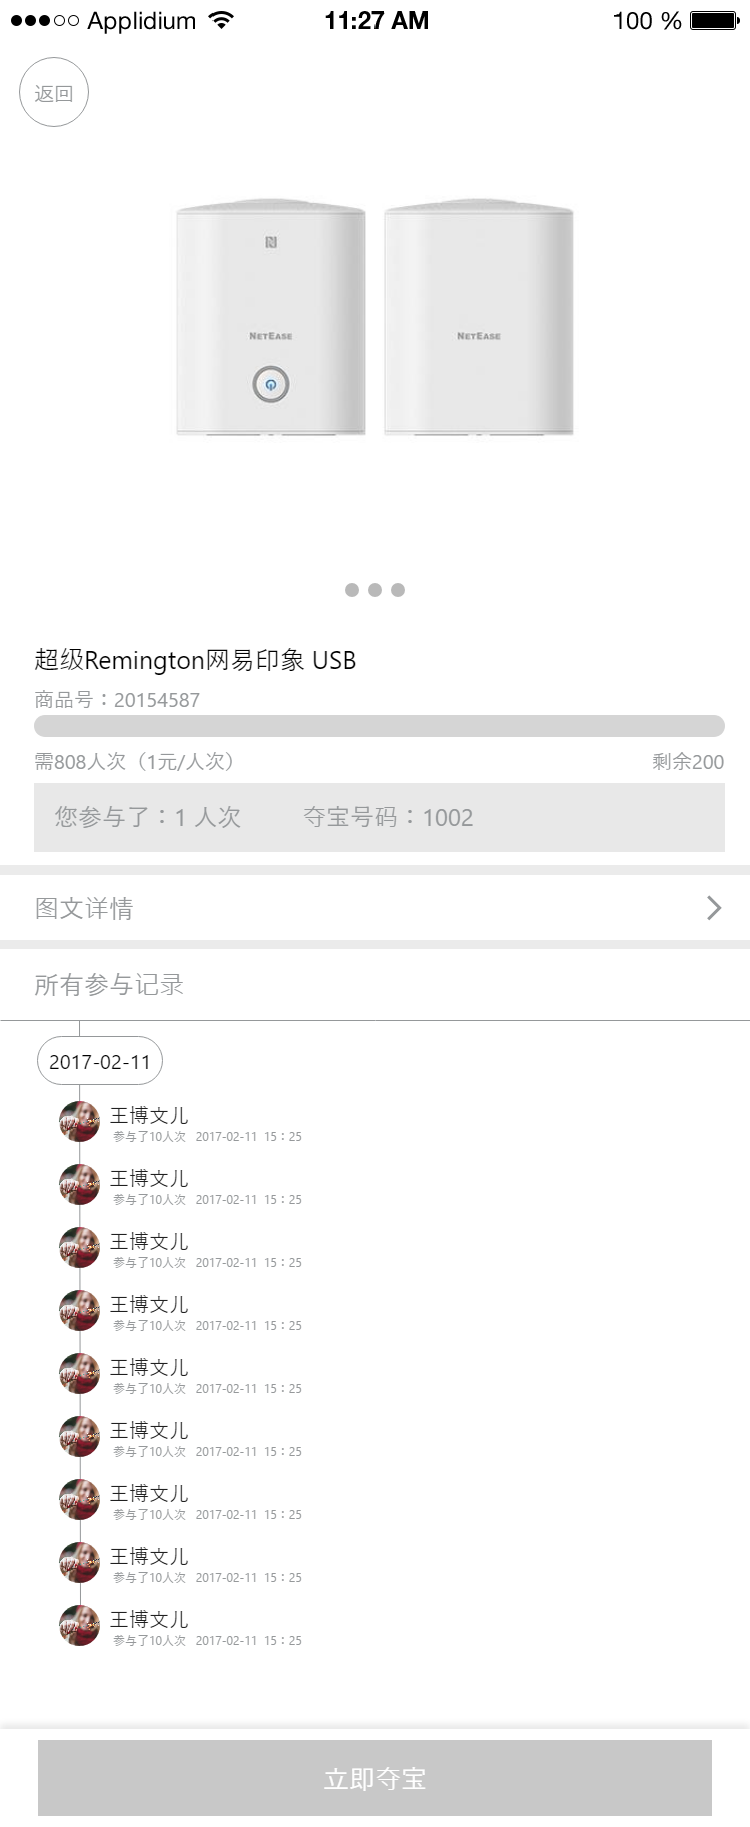 Applidium 11:27 AM 100 %
返回
NETEASE NETEASE
超级Remington网易印象 USB
商品号：20154587
需808人次（1元/人次） 剩余200
您参与了：1 人次 夺宝号码：1002
图文详情
所有参与记录
2017-02-11
王博文儿
参与了10人次 2017-02-11 15：25
王博文儿
参与了10人次 2017-02-11 15：25
王博文儿
参与了10人次 2017-02-11 15：25
王博文儿
参与了10人次 2017-02-11 15：25
王博文儿
参与了10人次 2017-02-11 15：25
王博文儿
参与了10人次 2017-02-11 15：25
王博文儿
参与了10人次 2017-02-11 15：25
王博文儿
参与了10人次 2017-02-11 15：25
王博文儿
参与了10人次 2017-02-11 15：25
立即夺宝